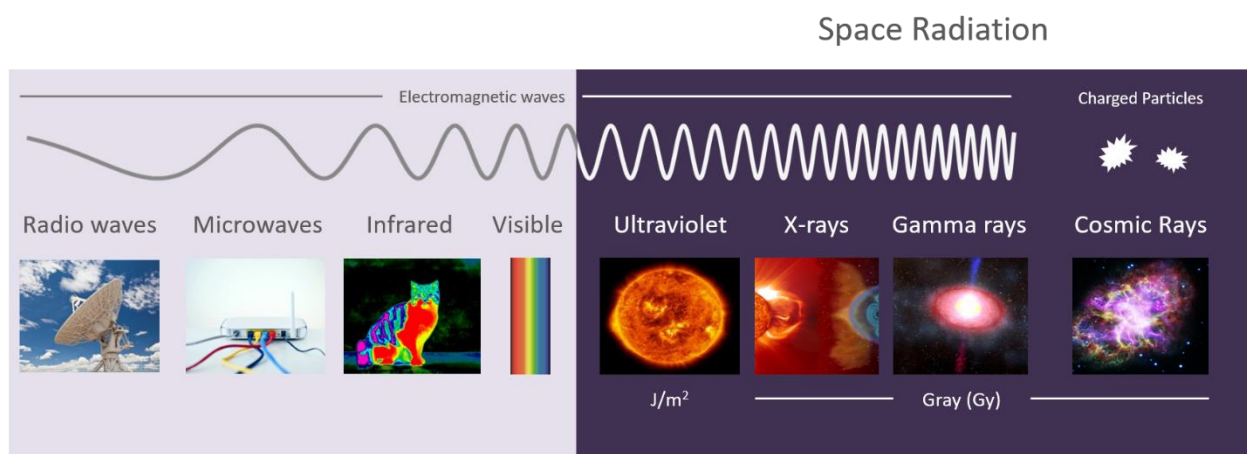 Space Radiation
Electromagnetic waves
Charged Particles
Radio waves
Microwaves
Infrared
Visible
Ultraviolet
X-rays
Gamma rays
Cosmic Rays
J/m²
Gray (Gy)